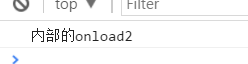 top ▼
Filter
内部的onload2